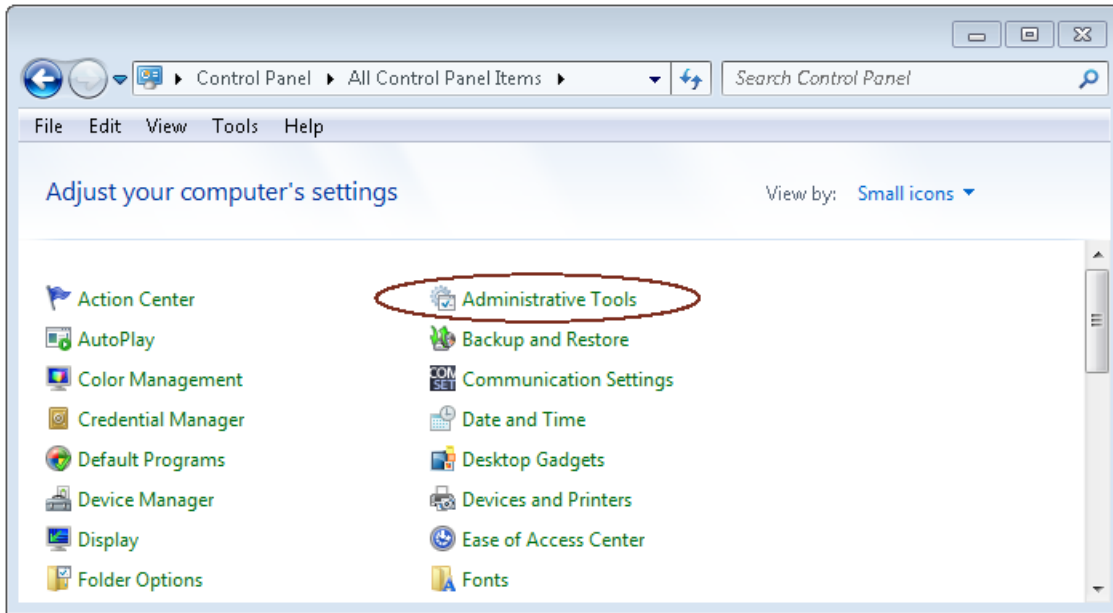 Control Panel All Control Panel Items Search Control Panel
File Edit View Tools Help
Adjust your computer's settings View by: Small icons
Action Center Administrative Tools
AutoPlay Backup and Restore
Color Management COM SET Communication Settings
Credential Manager Date and Time
Default Programs Desktop Gadgets
Device Manager Devices and Printers
Display Ease of Access Center
Folder Options Fonts